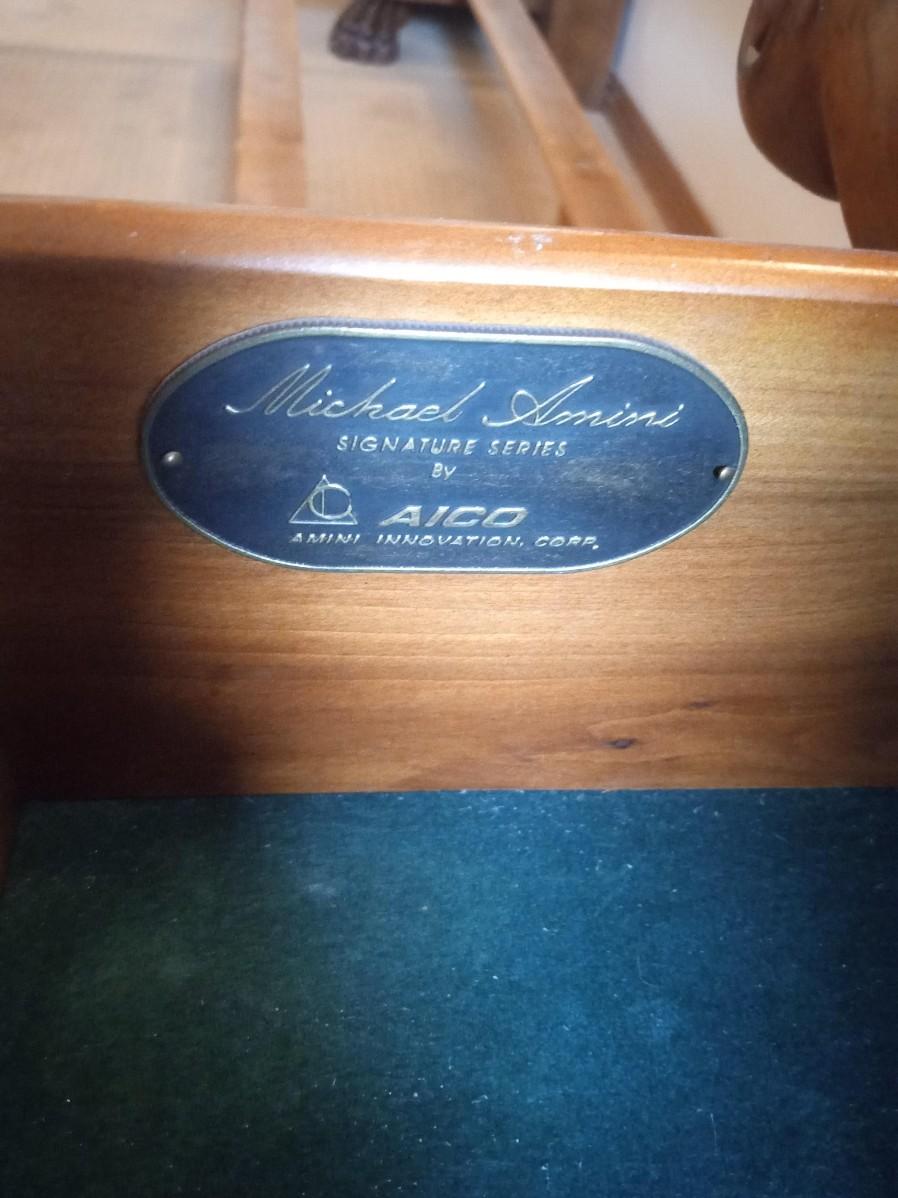 Michael Amini
SIGNATURE SERIES
By
AICO
AMINI INNOVATION, CORP.